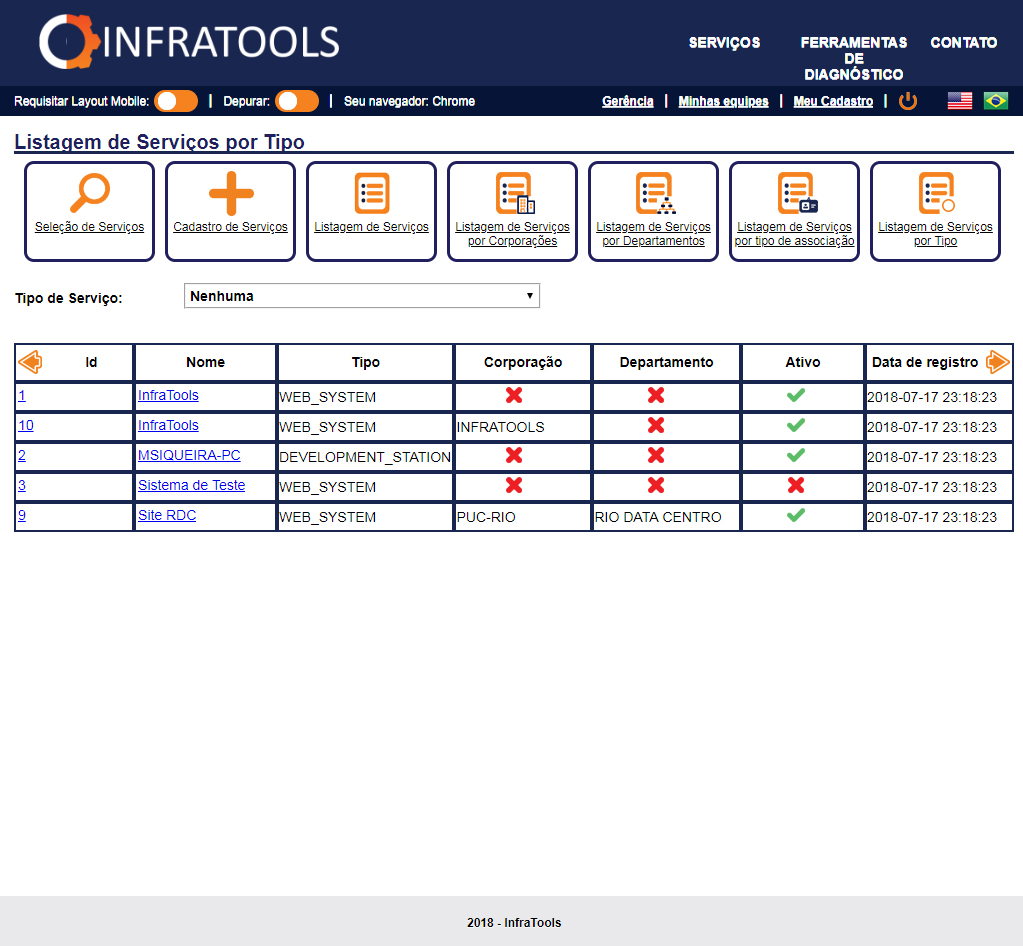 INFRATOOLS
SERVIÇOS
FERRAMENTAS
DE
DIAGNÓSTICO
CONTATO
Requisitar Layout Mobile: | Depurar: | Seu navegador: Chrome
Gerência | Minhas equipes | Meu Cadastro |
Listagem de Serviços por Tipo
Seleção de Serviços
Cadastro de Serviços
Listagem de Serviços
Listagem de Serviços
por Corporações
Listagem de Serviços
por Departamentos
Listagem de Serviços
por tipo de associação
Listagem de Serviços
por Tipo
Tipo de Serviço: Nenhuma
Id Nome Tipo Corporação Departamento Ativo Data de registro
1 InfraTools WEB_SYSTEM 2018-07-17 23:18:23
10 InfraTools WEB_SYSTEM INFRATOOLS 2018-07-17 23:18:23
2 MSIQUEIRA-PC DEVELOPMENT_STATION 2018-07-17 23:18:23
3 Sistema de Teste WEB_SYSTEM 2018-07-17 23:18:23
9 Site RDC WEB_SYSTEM PUC-RIO RIO DATA CENTRO 2018-07-17 23:18:23
2018 - InfraTools